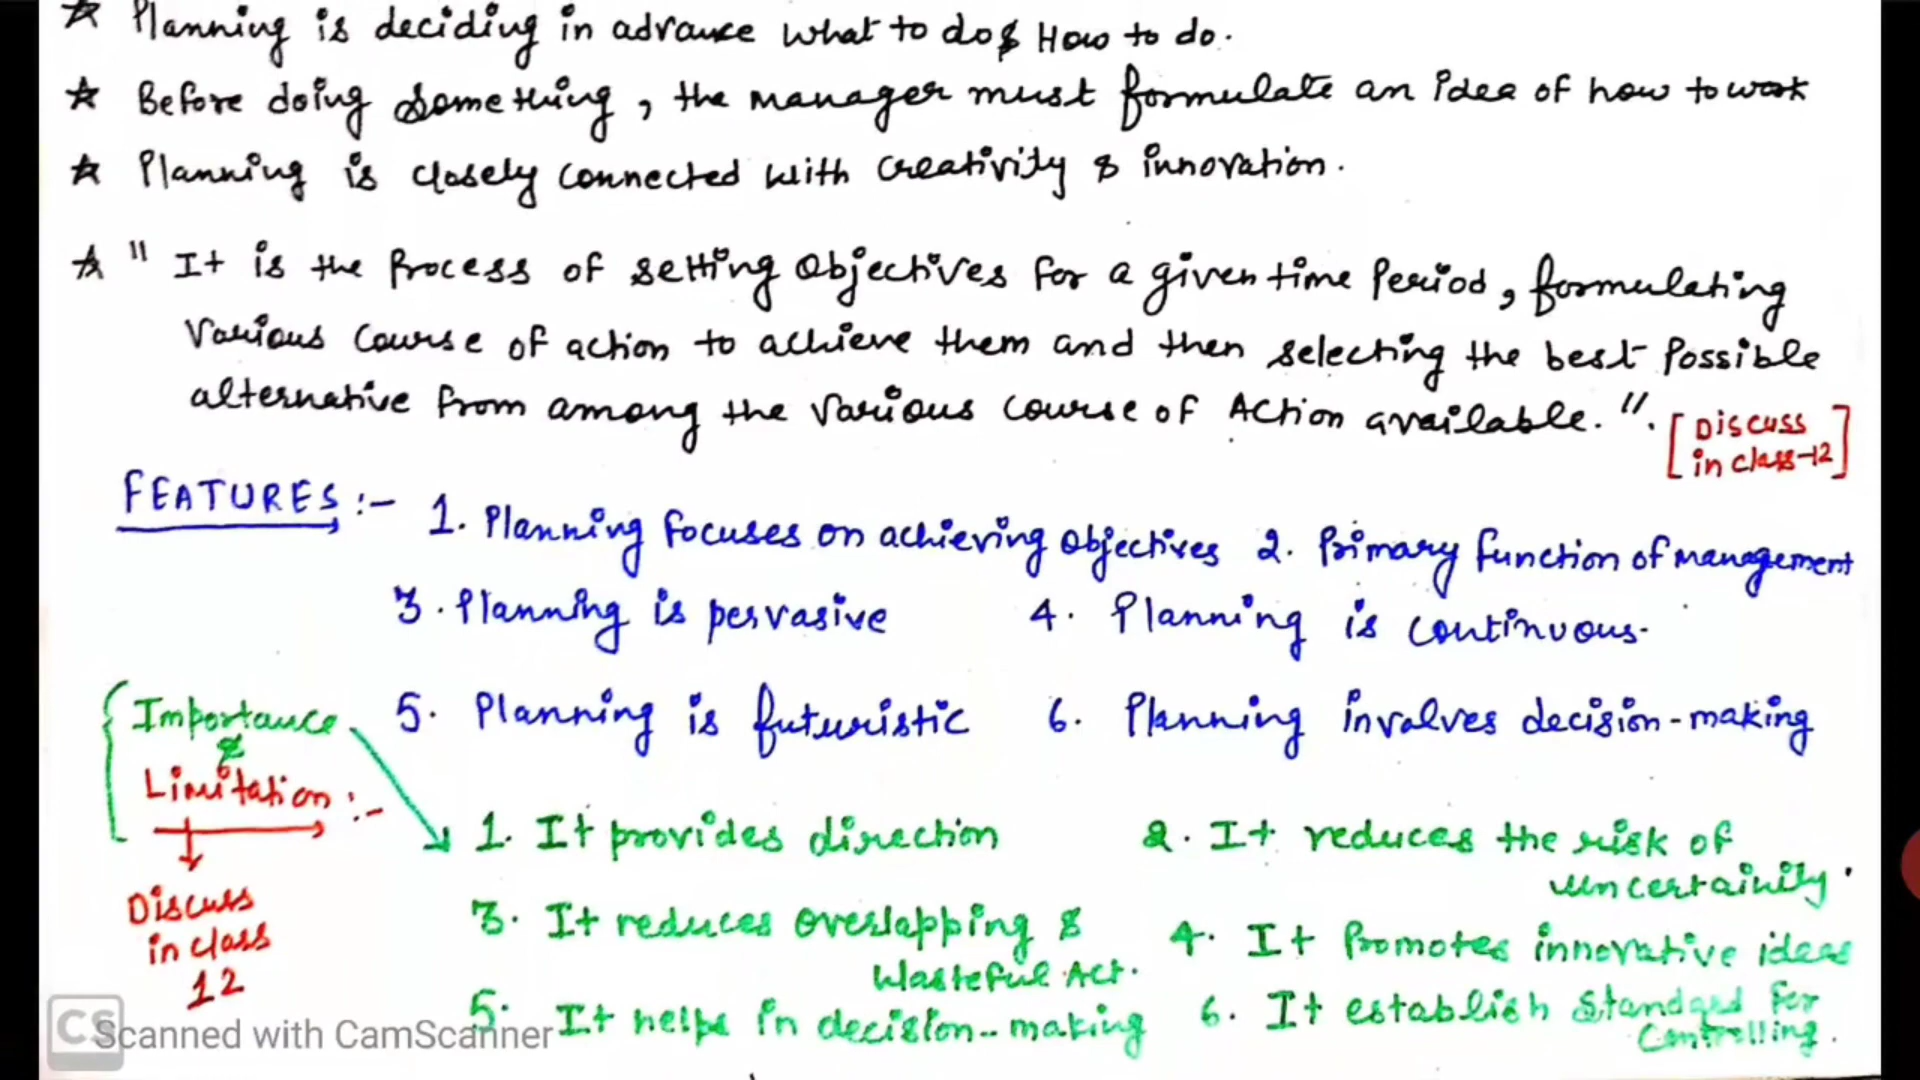 ☆ Planning is deciding in advance what to do & How to do.
☆ Before doing something, the manager must formulate an idea of how to work
☆ Planning is closely connected with creativity & innovation.
☆ " It is the process of setting objectives for a given time period, formulating
various course of action to achieve them and then selecting the best possible
alternative from among the various course of Action available. ".
[Discuss
in class-12]
FEATURES :- 1. Planning focuses on achieving objectives 2. Primary function of management
3. Planning is pervasive 4. Planning is continuous.
5. Planning is futuristic 6. Planning involves decision-making
Importance
&
Limitation :-
Discuss
in class
12
1. It provides direction 2. It reduces the risk of
uncertainity.
3. It reduces overlapping &
Wasteful Act.
4. It Promotes innovative ideas
5. It helps in decision-making 6. It establish standard for
Controlling.
CS Scanned with CamScanner